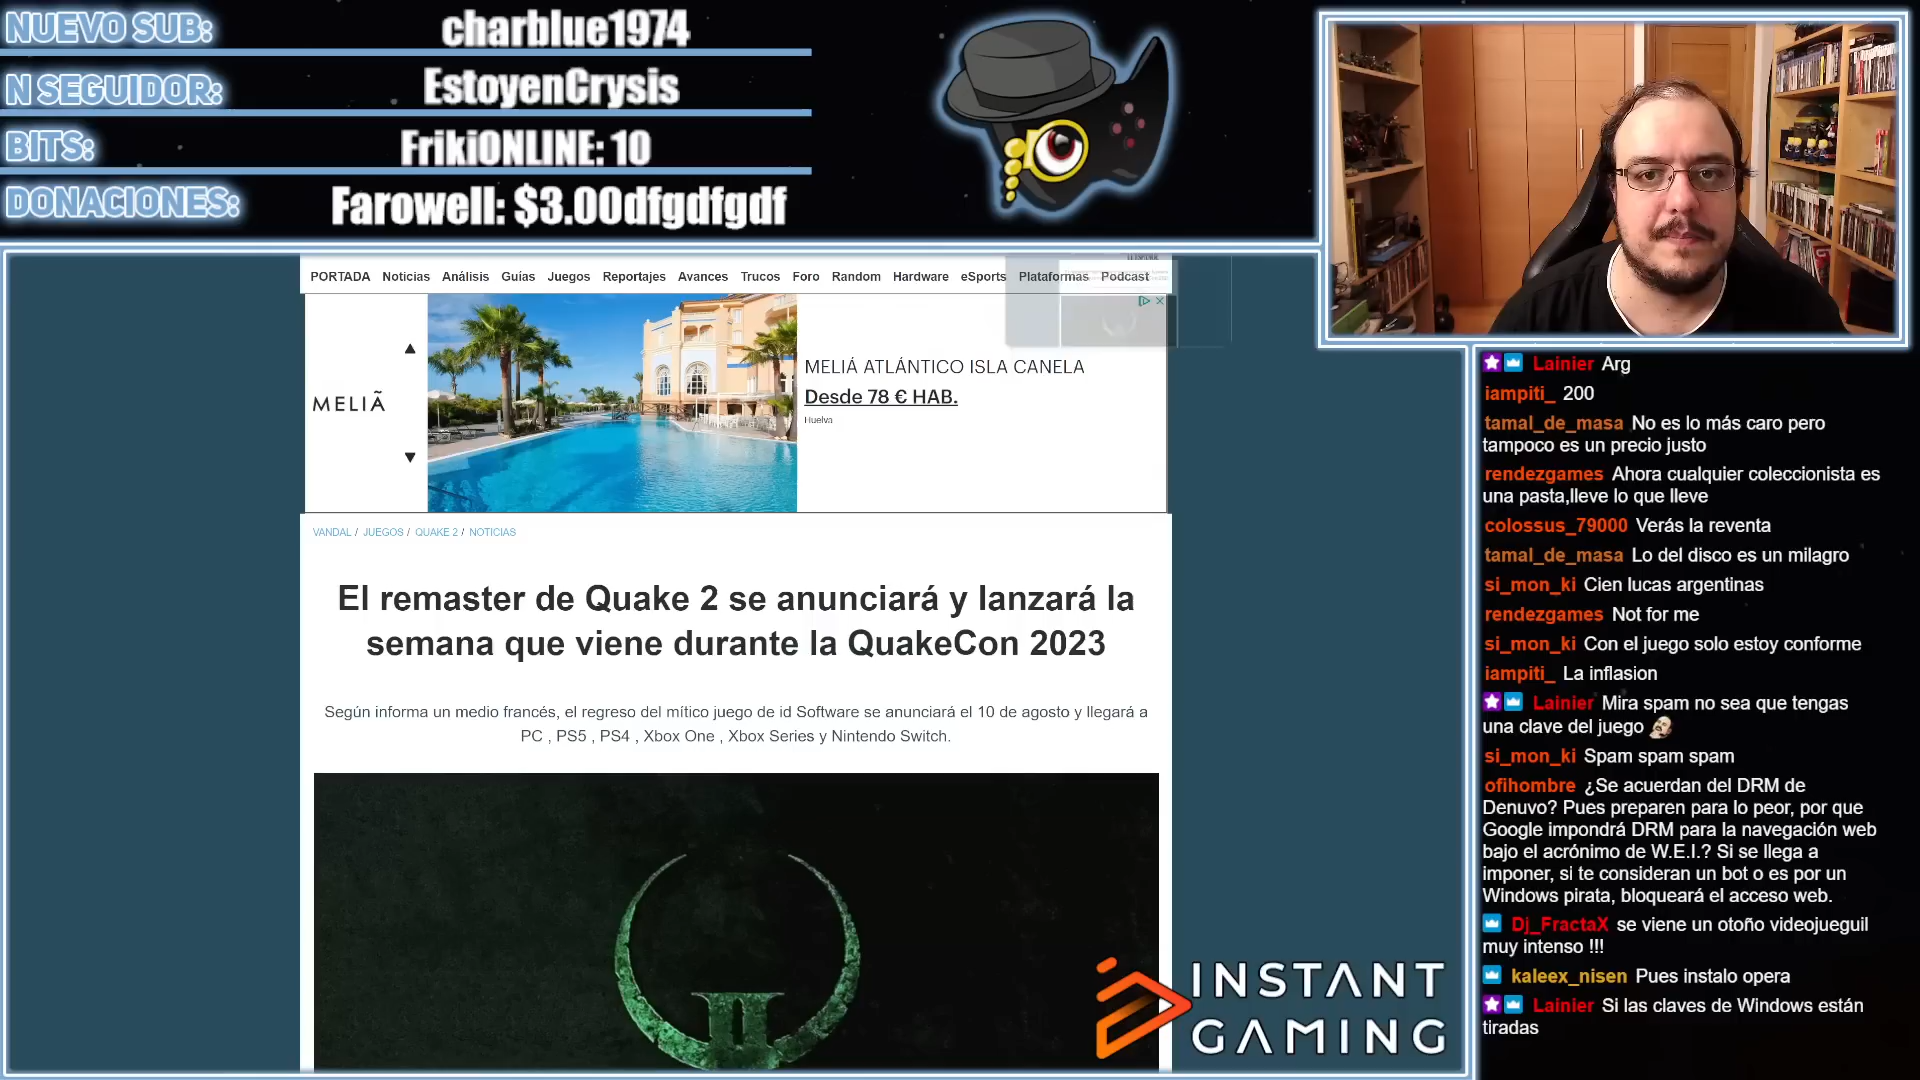 NUEVO SUB: charblue1974
N SEGUIDOR: EstoyenCrysis
BITS: FrikiONLINE: 10
DONACIONES: Farowell: $3.00dfgdfgdf
PORTADA Noticias Análisis Guías Juegos Reportajes Avances Trucos Foro Random Hardware eSports Plataformas Podcast
MELIÃ
MELIÁ ATLÁNTICO ISLA CANELA
Desde 78 € HAB.
Huelva
VANDAL / JUEGOS / QUAKE 2 / NOTICIAS
El remaster de Quake 2 se anunciará y lanzará la
semana que viene durante la QuakeCon 2023
Según informa un medio francés, el regreso del mítico juego de id Software se anunciará el 10 de agosto y llegará a
PC , PS5 , PS4 , Xbox One , Xbox Series y Nintendo Switch.
II
INSTANT
GAMING
Lainier Arg
iampiti_ 200
tamal_de_masa No es lo más caro pero
tampoco es un precio justo
rendezgames Ahora cualquier coleccionista es
una pasta,lleve lo que lleve
colossus_79000 Verás la reventa
tamal_de_masa Lo del disco es un milagro
si_mon_ki Cien lucas argentinas
rendezgames Not for me
si_mon_ki Con el juego solo estoy conforme
iampiti_ La inflasion
Lainier Mira spam no sea que tengas
una clave del juego
si_mon_ki Spam spam spam
ofihombre ¿Se acuerdan del DRM de
Denuvo? Pues preparen para lo peor, por que
Google impondrá DRM para la navegación web
bajo el acrónimo de W.E.I.? Si se llega a
imponer, si te consideran un bot o es por un
Windows pirata, bloqueará el acceso web.
Dj_FractaX se viene un otoño videojueguil
muy intenso !!!
kaleex_nisen Pues instalo opera
Lainier Si las claves de Windows están
tiradas